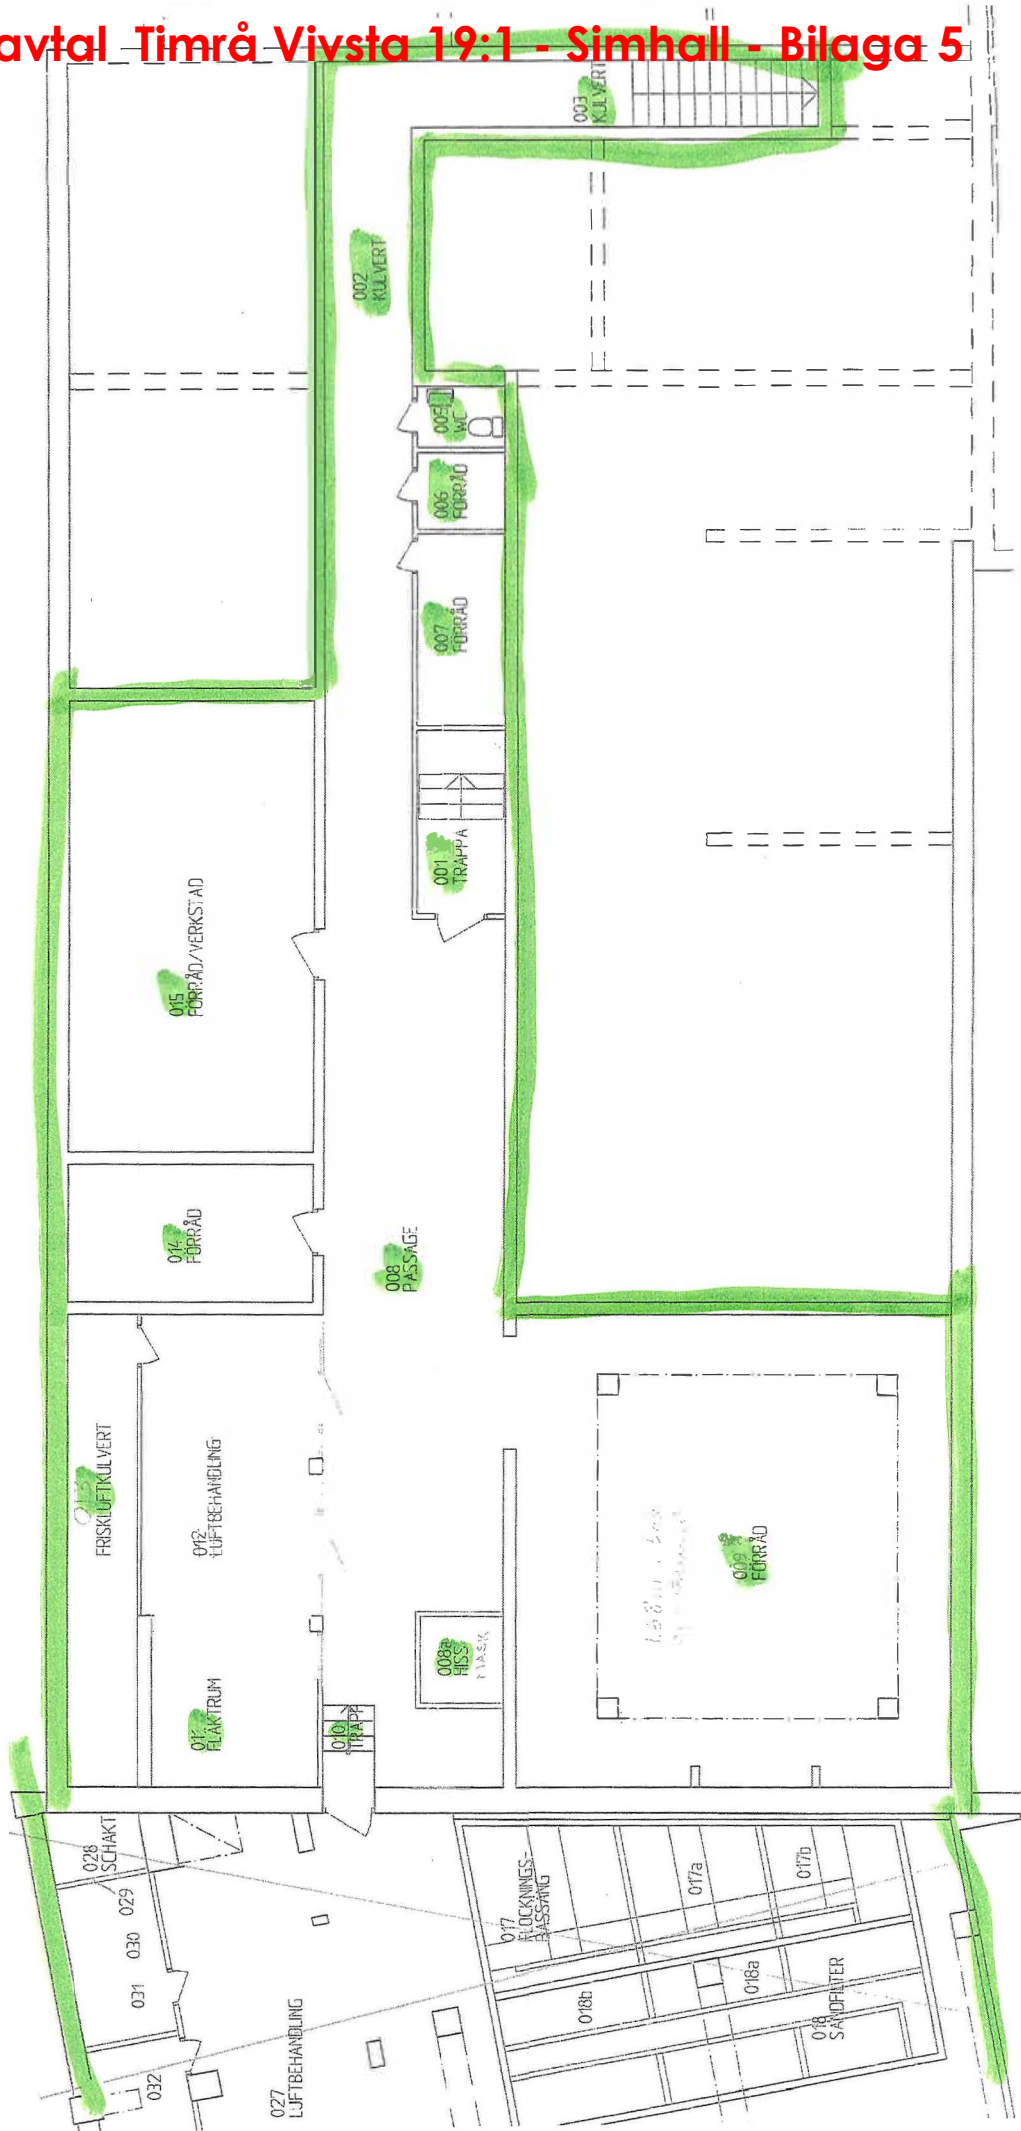 avtal Timrå Vivsta 19:1 - Simhall - Bilaga 5
003
KULVERT
002
KULVERT
005
WC
006
FÖRRÅD
007
FÖRRÅD
001
TRAPPA
015
FÖRRÅD/VERKSTAD
014
FÖRRÅD
008
PASSAGE
013
FRISKLUFTKULVERT
012
LUFTBEHANDLING
009
FÖRRÅD
008a
HISS
MASK
011
FLÄKTRUM
010
TRAPP
028
SCHAKT
029
030
031
032
027
LUFTBEHANDLING
017
FLOCKNINGS-
BASSÄNG
017a
017b
018b
018a
018
SANDFILTER